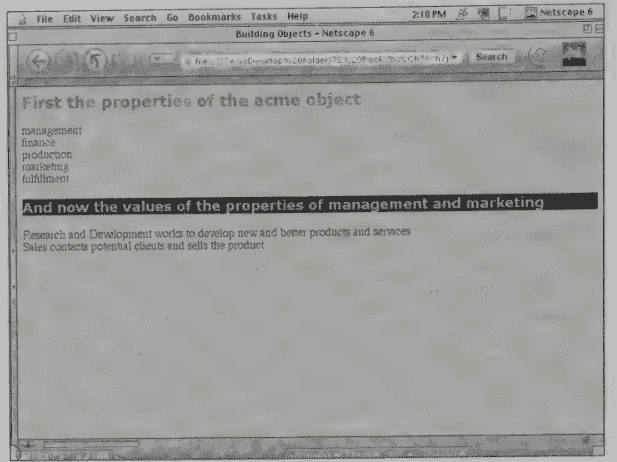 File Edit View Search Go Bookmarks Tasks Help 2:18 PM Netscape 6
Building Objects - Netscape 6
Search
First the properties of the acme object
management
finance
production
marketing
fulfillment
And now the values of the properties of management and marketing
Research and Development works to develop new and better products and services
Sales contacts potential clients and sells the product